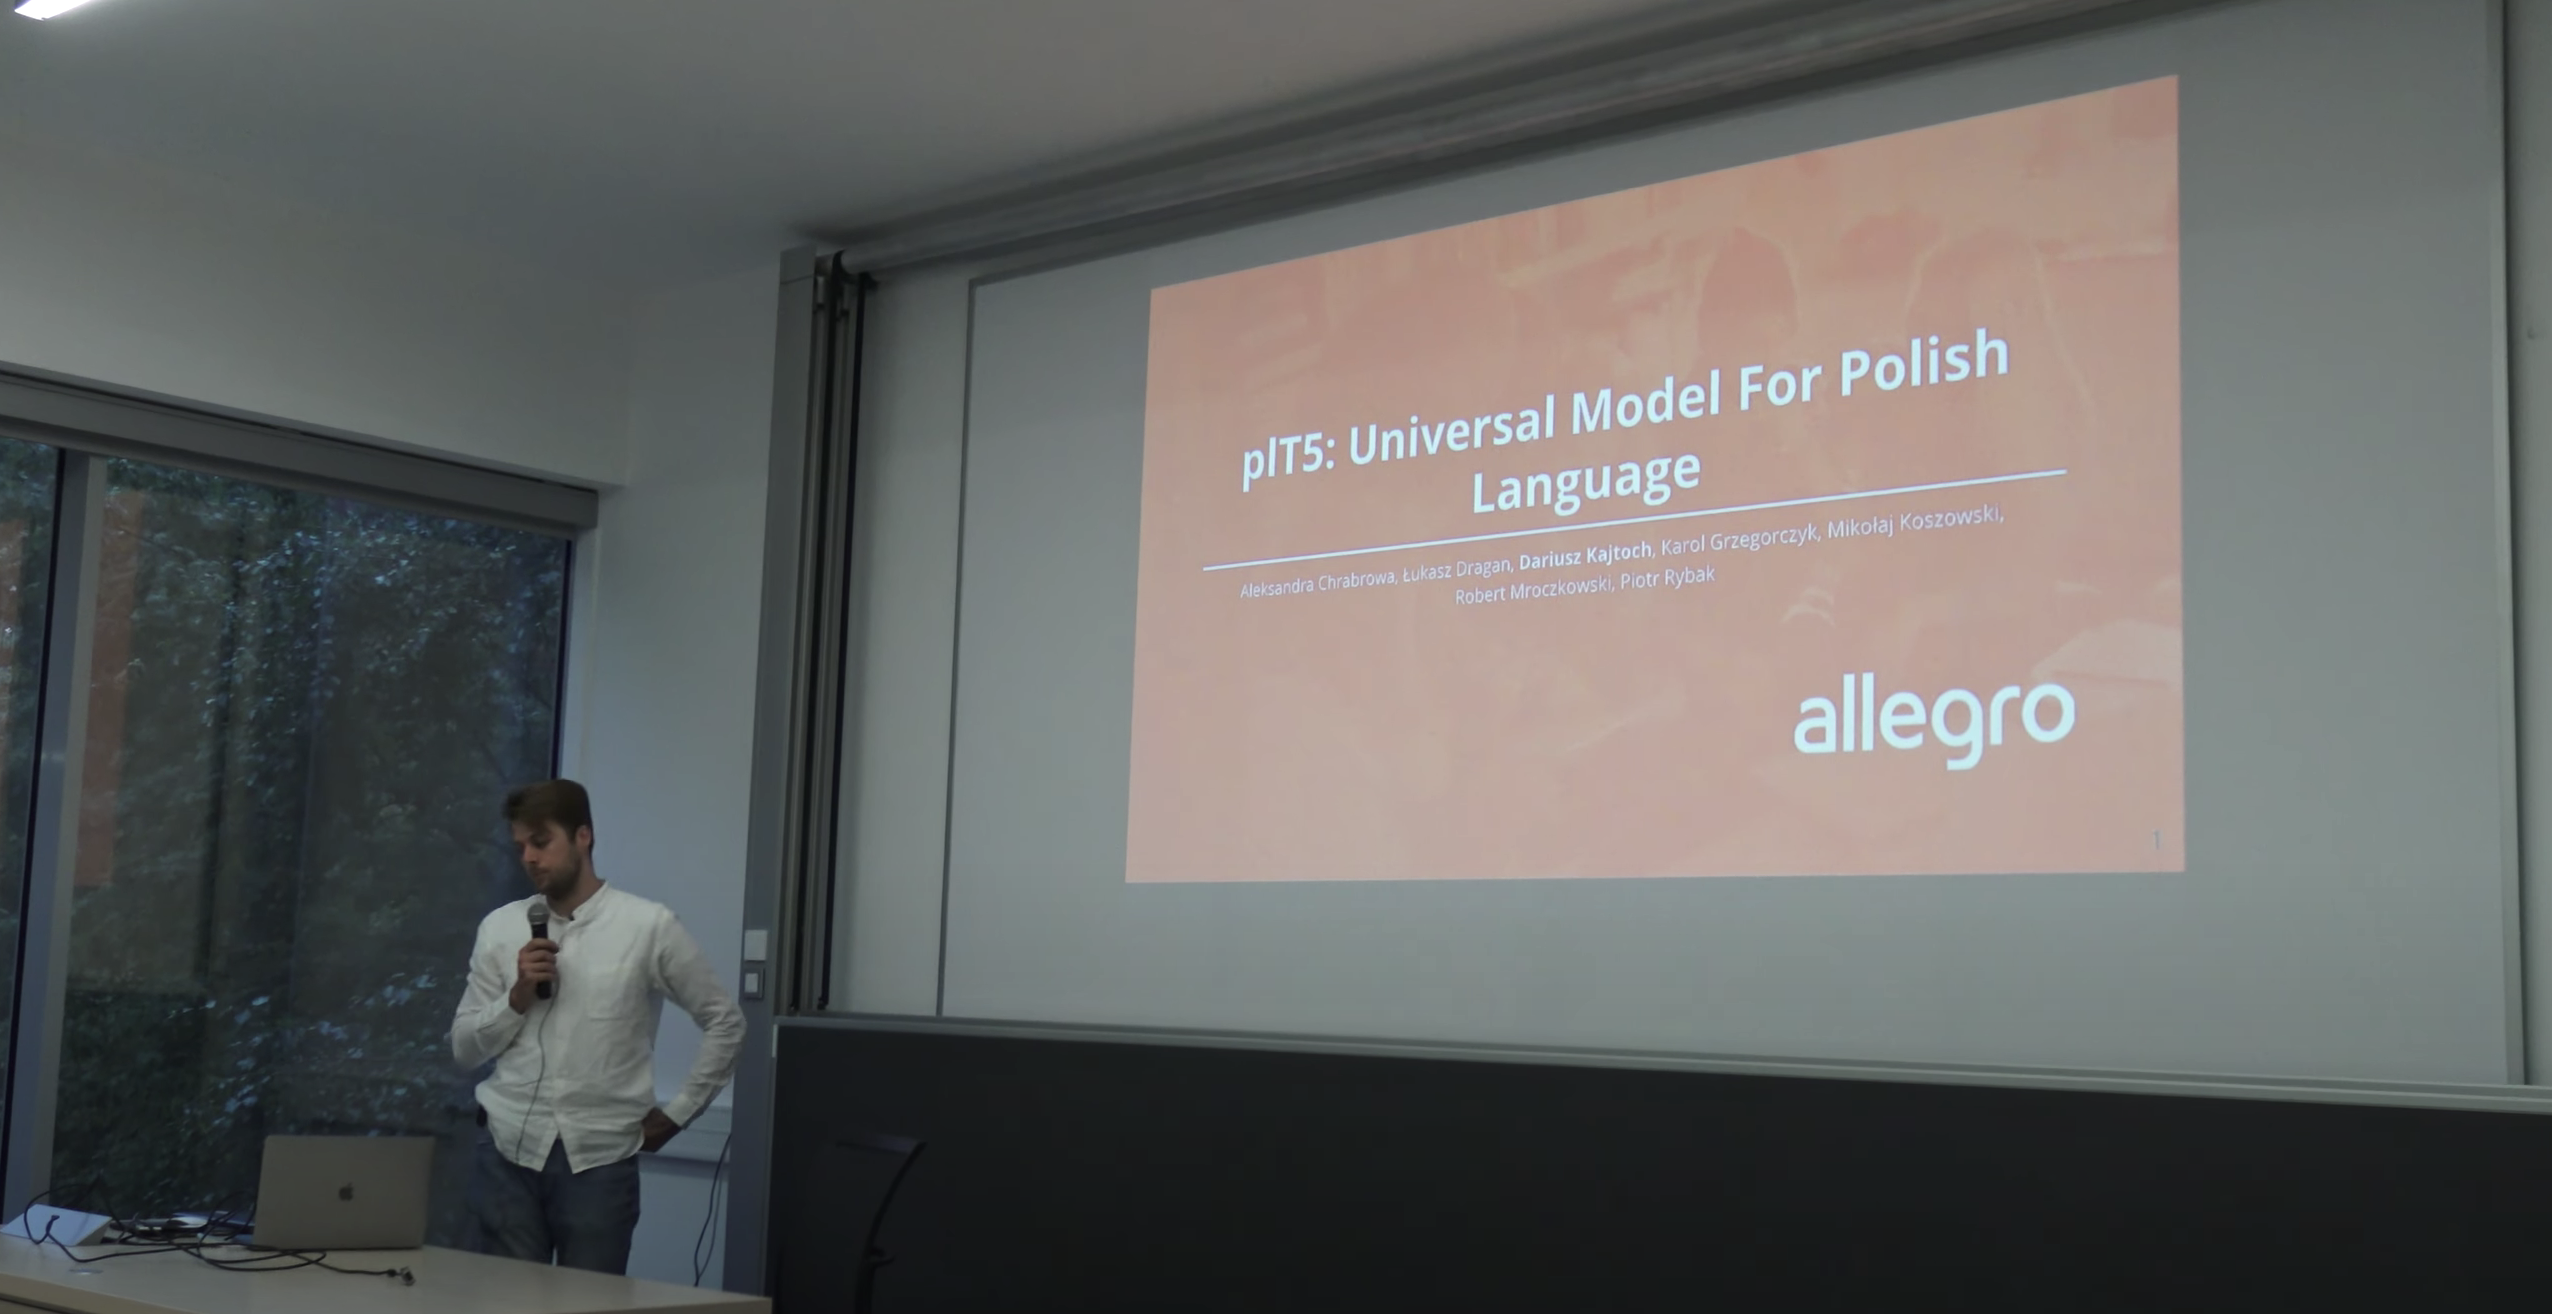 plT5: Universal Model For Polish
Language
Aleksandra Chrabrowa, Łukasz Dragan, Dariusz Kajtoch, Karol Grzegorczyk, Mikołaj Koszowski,
Robert Mroczkowski, Piotr Rybak
allegro
1